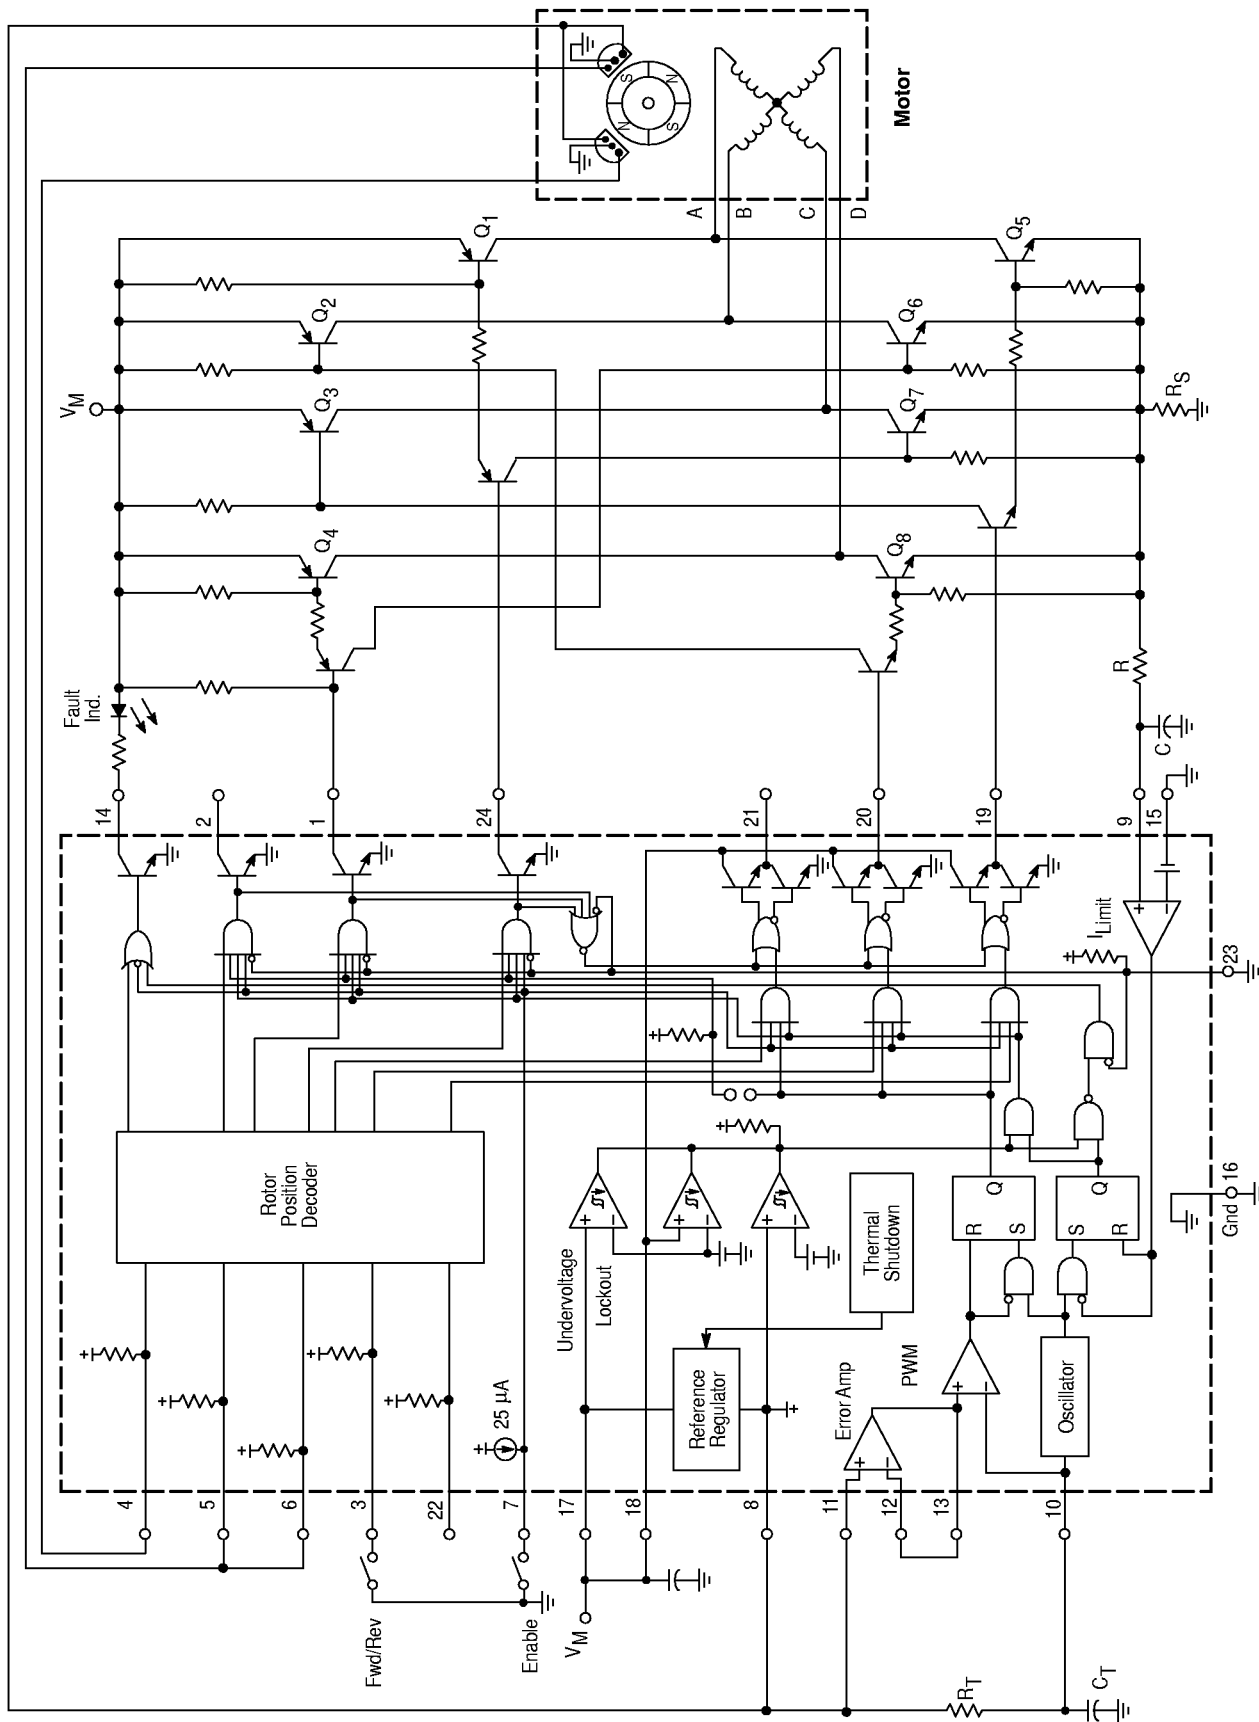 Motor
A
B
C
D
S
N
N
S
Q1
Q2
Q3
Q4
Q5
Q6
Q7
Q8
VM
RS
R
C
Fault
Ind.
14
2
1
24
21
20
19
9
15
ILimit
+
−
+
+
23
Rotor
Position
Decoder
Undervoltage
Lockout
+
−
+
−
+
−
+
Thermal
Shutdown
Reference
Regulator
+
Error Amp
+
−
PWM
+
−
R
Q
S
S
Q
R
Oscillator
Gnd 16
+
+
+
+
+
+
25 µA
4
5
6
3
22
7
17
18
8
11
12
13
10
Fwd/Rev
Enable
VM
RT
CT